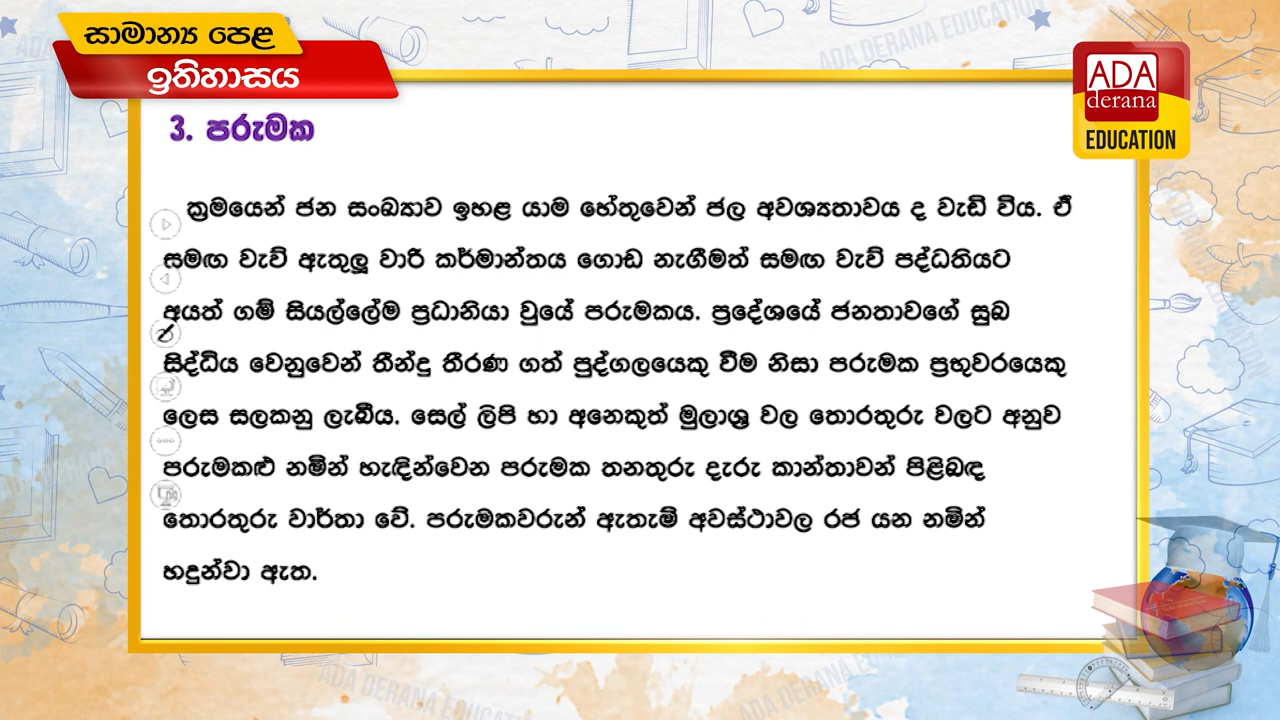 සාමාන්‍ය පෙළ
ඉතිහාසය
ADA
derana
EDUCATION
3. පරුමක
ක්‍රමයෙන් ජන සංඛ්‍යාව ඉහළ යාම හේතුවෙන් ජල අවශ්‍යතාවය ද වැඩි විය. ඒ
සමඟ වැව් ඇතුලූ වාරි කර්මාන්තය ගොඩ නැගීමත් සමඟ වැව් පද්ධතියට
අයත් ගම් සියල්ලේම ප්‍රධානියා වුයේ පරුමකය. ප්‍රදේශයේ ජනතාවගේ සුබ
සිද්ධිය වෙනුවෙන් තීන්දු තීරණ ගත් පුද්ගලයෙකු වීම නිසා පරුමක ප්‍රභුවරයෙකු
ලෙස සලකනු ලැබීය. සෙල් ලිපි හා අනෙකුත් මුලාශ්‍ර වල තොරතුරු වලට අනුව
පරුමකළු නමින් හැඳින්වෙන පරුමක තනතුරු දැරු කාන්තාවන් පිළිබඳ
තොරතුරු වාර්තා වේ. පරුමකවරුන් ඇතැම් අවස්ථාවල රජ යන නමින්
හදුන්වා ඇත.